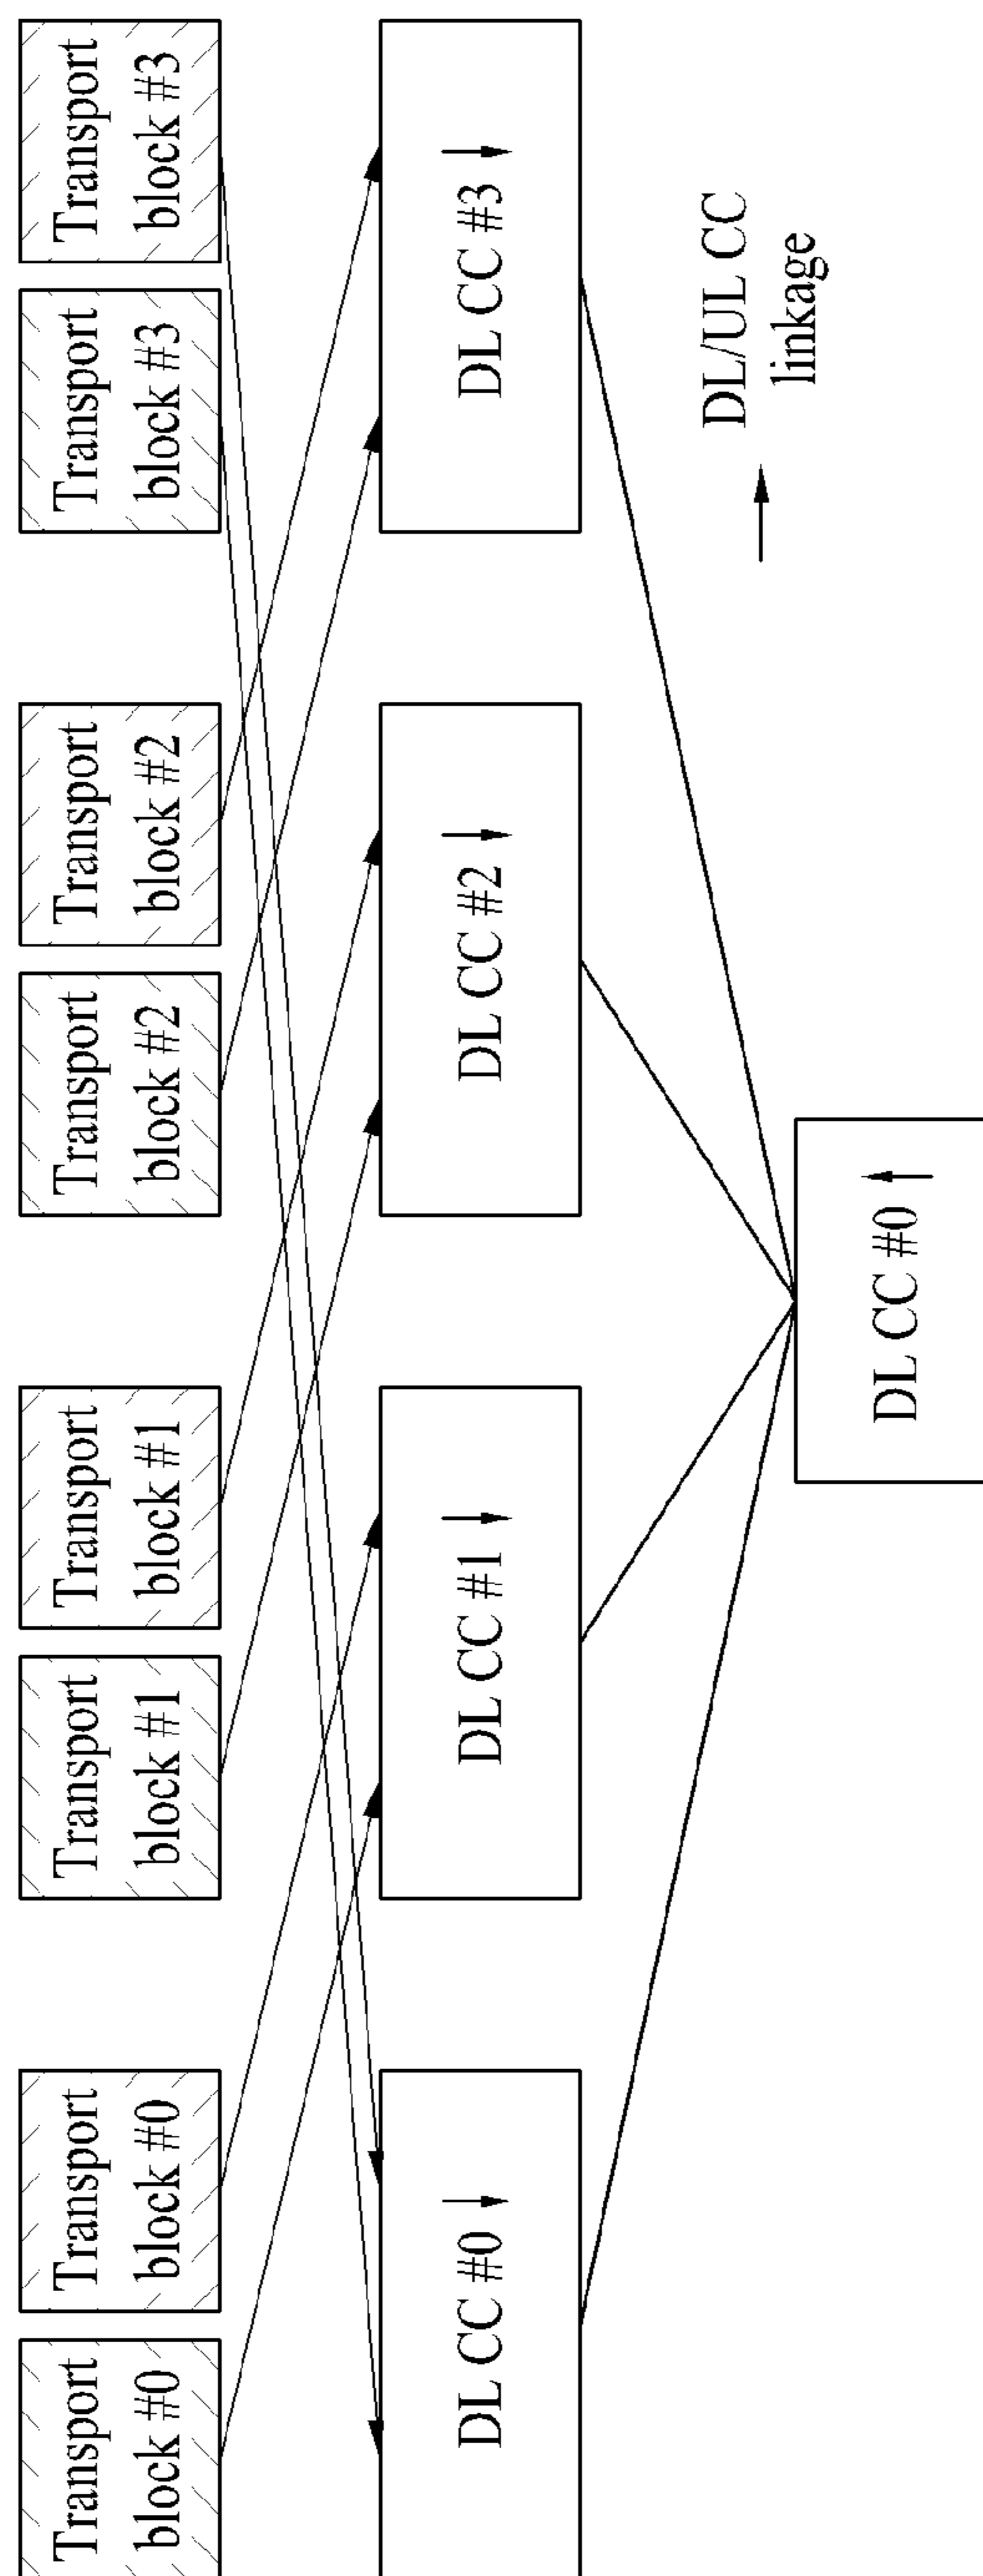 Transport
block #0
Transport
block #0
Transport
block #1
Transport
block #1
Transport
block #2
Transport
block #2
Transport
block #3
Transport
block #3
DL CC #0
DL CC #1
DL CC #2
DL CC #3
DL/UL CC
linkage
DL CC #0